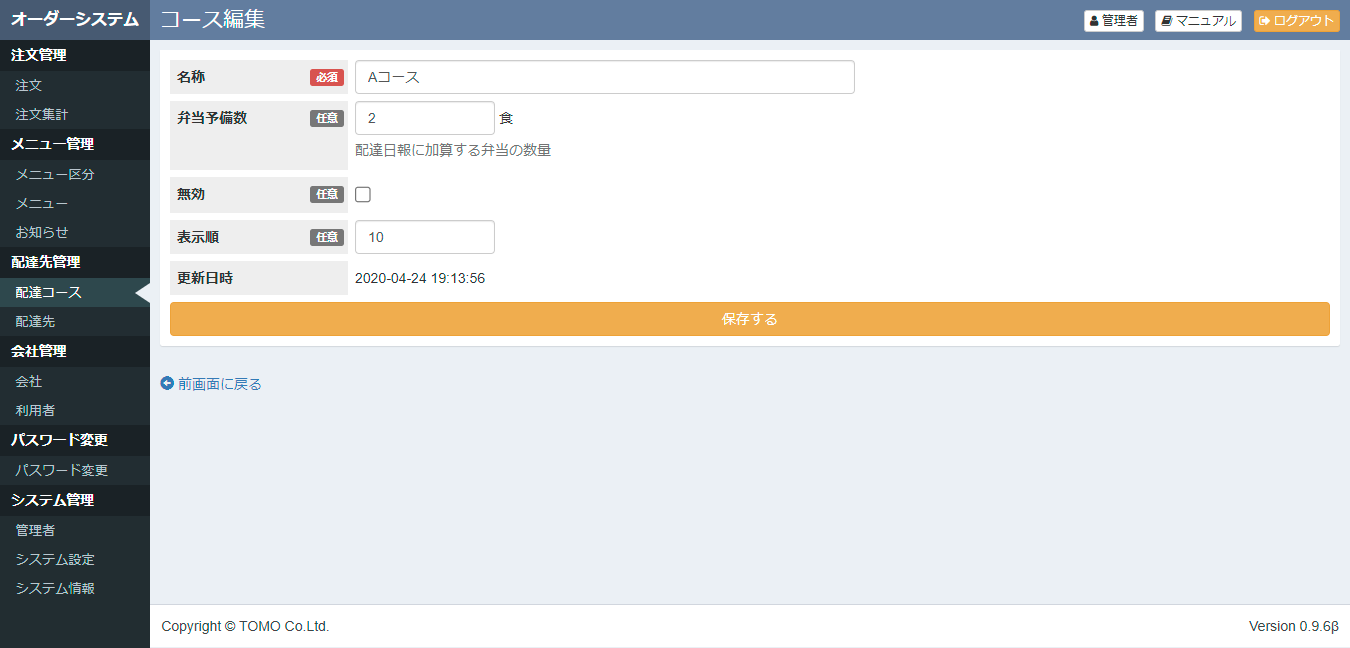 オーダーシステム
コース編集
管理者
マニュアル
ログアウト
注文管理
注文
注文集計
メニュー管理
メニュー区分
メニュー
お知らせ
配達先管理
配達コース
配達先
会社管理
会社
利用者
パスワード変更
パスワード変更
システム管理
管理者
システム設定
システム情報
名称 必須 Aコース
弁当予備数 任意 2 食
配達日報に加算する弁当の数量
無効 任意
表示順 任意 10
更新日時 2020-04-24 19:13:56
保存する
前画面に戻る
Copyright © TOMO Co.Ltd.
Version 0.9.6β